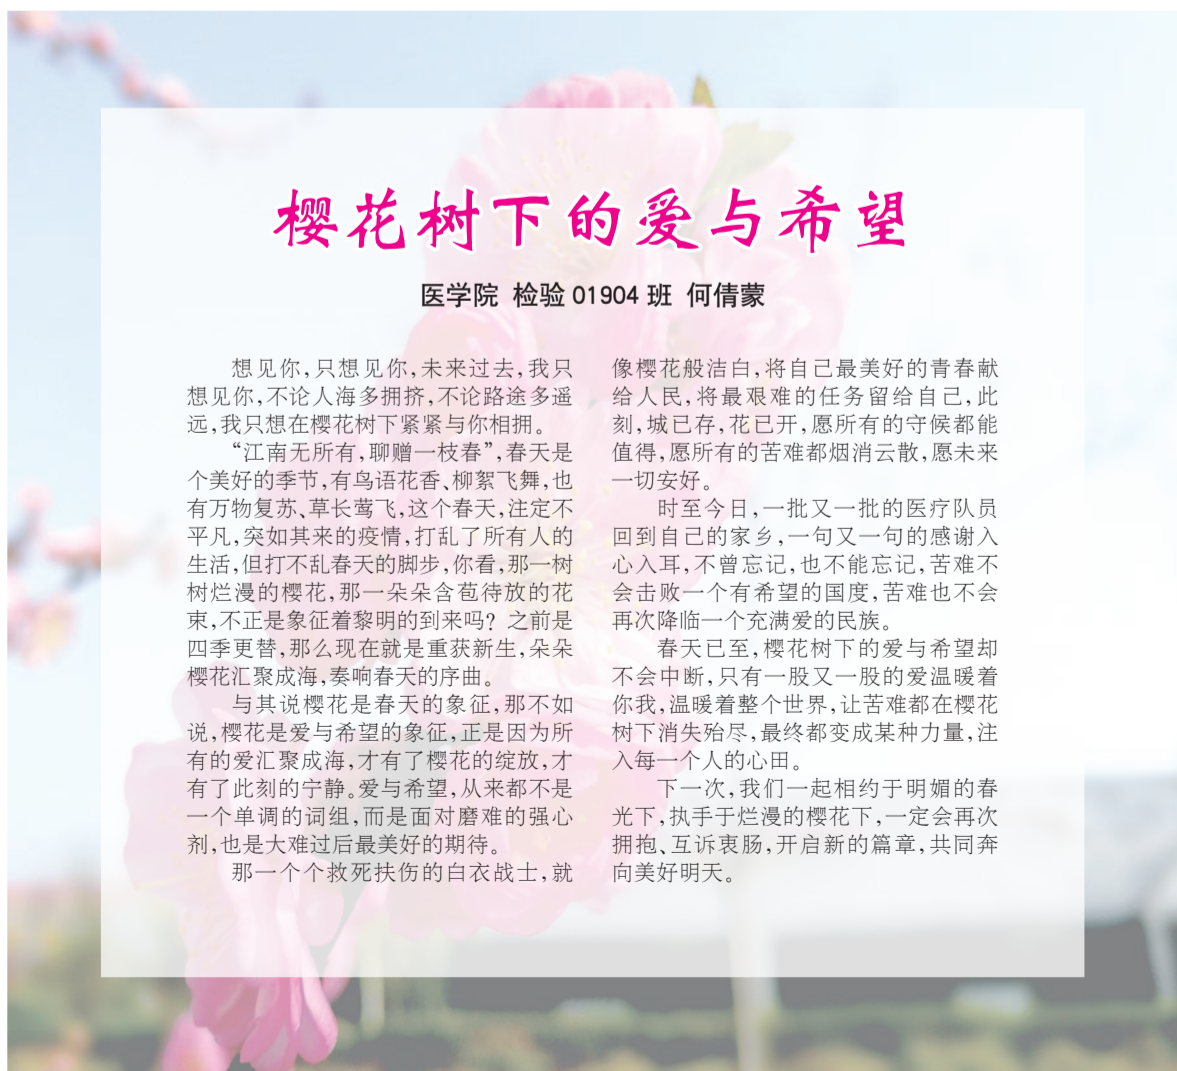 樱花树下的爱与希望
医学院 检验01904班 何倩蒙
想见你,只想见你,未来过去,我只
想见你,不论人海多拥挤,不论路途多遥
远,我只想在樱花树下紧紧与你相拥。
“江南无所有,聊赠一枝春”,春天是
个美好的季节,有鸟语花香、柳絮飞舞,也
有万物复苏、草长莺飞,这个春天,注定不
平凡,突如其来的疫情,打乱了所有人的
生活,但打不乱春天的脚步,你看,那一树
树烂漫的樱花,那一朵朵含苞待放的花
束,不正是象征着黎明的到来吗?之前是
四季更替,那么现在就是重获新生,朵朵
樱花汇聚成海,奏响春天的序曲。
与其说樱花是春天的象征,那不如
说,樱花是爱与希望的象征,正是因为所
有的爱汇聚成海,才有了樱花的绽放,才
有了此刻的宁静。爱与希望,从来都不是
一个单调的词组,而是面对磨难的强心
剂,也是大难过后最美好的期待。
那一个个救死扶伤的白衣战士,就
像樱花般洁白,将自己最美好的青春献
给人民,将最艰难的任务留给自己,此
刻,城已存,花已开,愿所有的守候都能
值得,愿所有的苦难都烟消云散,愿未来
一切安好。
时至今日,一批又一批的医疗队员
回到自己的家乡,一句又一句的感谢入
心入耳,不曾忘记,也不能忘记,苦难不
会击败一个有希望的国度,苦难也不会
再次降临一个充满爱的民族。
春天已至,樱花树下的爱与希望却
不会中断,只有一股又一股的爱温暖着
你我,温暖着整个世界,让苦难都在樱花
树下消失殆尽,最终都变成某种力量,注
入每一个人的心田。
下一次,我们一起相约于明媚的春
光下,执手于烂漫的樱花下,一定会再次
拥抱、互诉衷肠,开启新的篇章,共同奔
向美好明天。